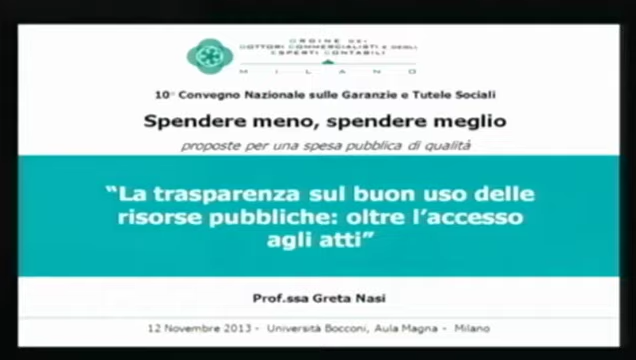 ORDINE DEI
DOTTORI COMMERCIALISTI E DEGLI
ESPERTI CONTABILI
MILANO
10° Convegno Nazionale sulle Garanzie e Tutele Sociali
Spendere meno, spendere meglio
proposte per una spesa pubblica di qualità
“La trasparenza sul buon uso delle
risorse pubbliche: oltre l’accesso
agli atti”
Prof.ssa Greta Nasi
12 Novembre 2013 - Università Bocconi, Aula Magna - Milano